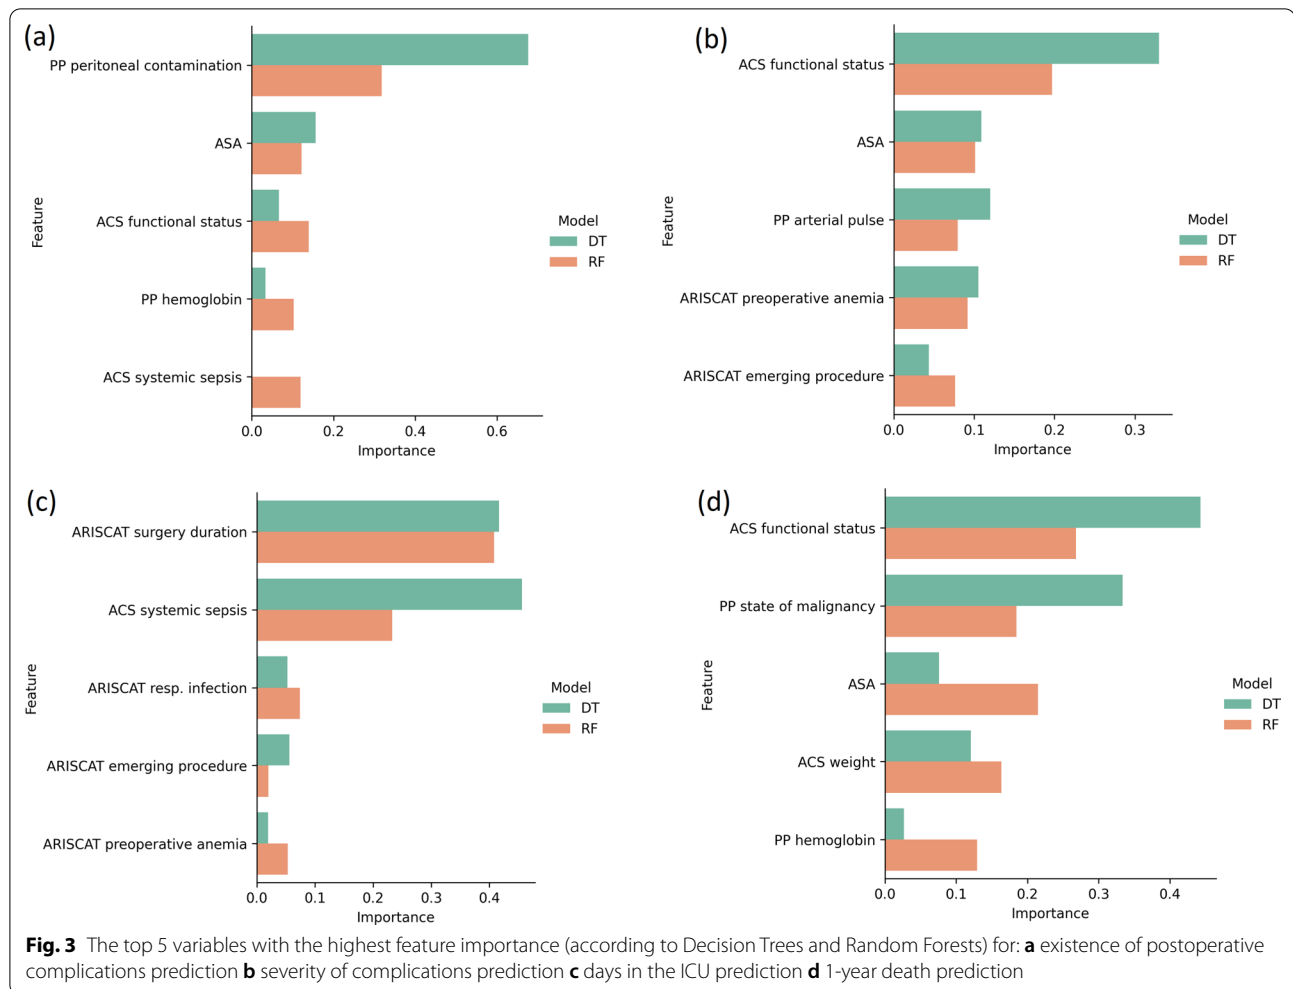 (a)
PP peritoneal contamination
ASA
ACS functional status
PP hemoglobin
ACS systemic sepsis
Feature
0.0 0.2 0.4 0.6
Importance
Model
DT
RF
(b)
ACS functional status
ASA
PP arterial pulse
ARISCAT preoperative anemia
ARISCAT emerging procedure
Feature
0.0 0.1 0.2 0.3
Importance
Model
DT
RF
(c)
ARISCAT surgery duration
ACS systemic sepsis
ARISCAT resp. infection
ARISCAT emerging procedure
ARISCAT preoperative anemia
Feature
0.0 0.1 0.2 0.3 0.4
Importance
Model
DT
RF
(d)
ACS functional status
PP state of malignancy
ASA
ACS weight
PP hemoglobin
Feature
0.0 0.1 0.2 0.3 0.4
Importance
Model
DT
RF
Fig. 3 The top 5 variables with the highest feature importance (according to Decision Trees and Random Forests) for: a existence of postoperative
complications prediction b severity of complications prediction c days in the ICU prediction d 1-year death prediction